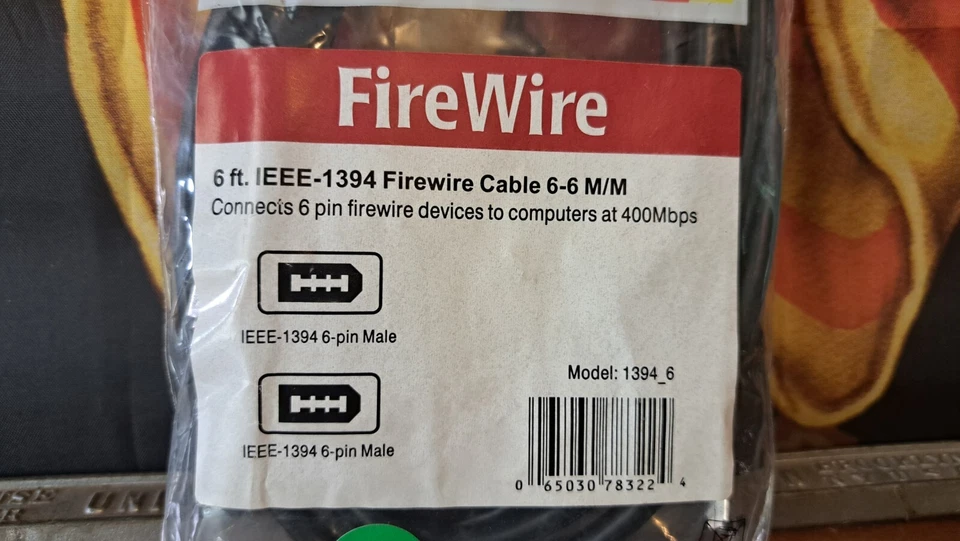 FireWire
6 ft. IEEE-1394 Firewire Cable 6-6 M/M
Connects 6 pin firewire devices to computers at 400Mbps
IEEE-1394 6-pin Male
Model: 1394_6
IEEE-1394 6-pin Male
0 65030 78322 4